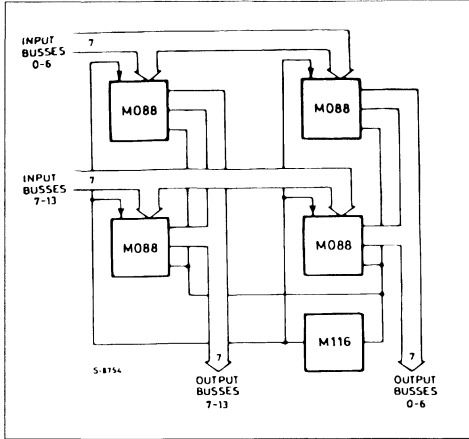 INPUT
BUSSES
0-6
7
M088
M088
INPUT
BUSSES
7-13
7
M088
M088
M116
S-8754
7
OUTPUT
BUSSES
7-13
7
OUTPUT
BUSSES
0-6